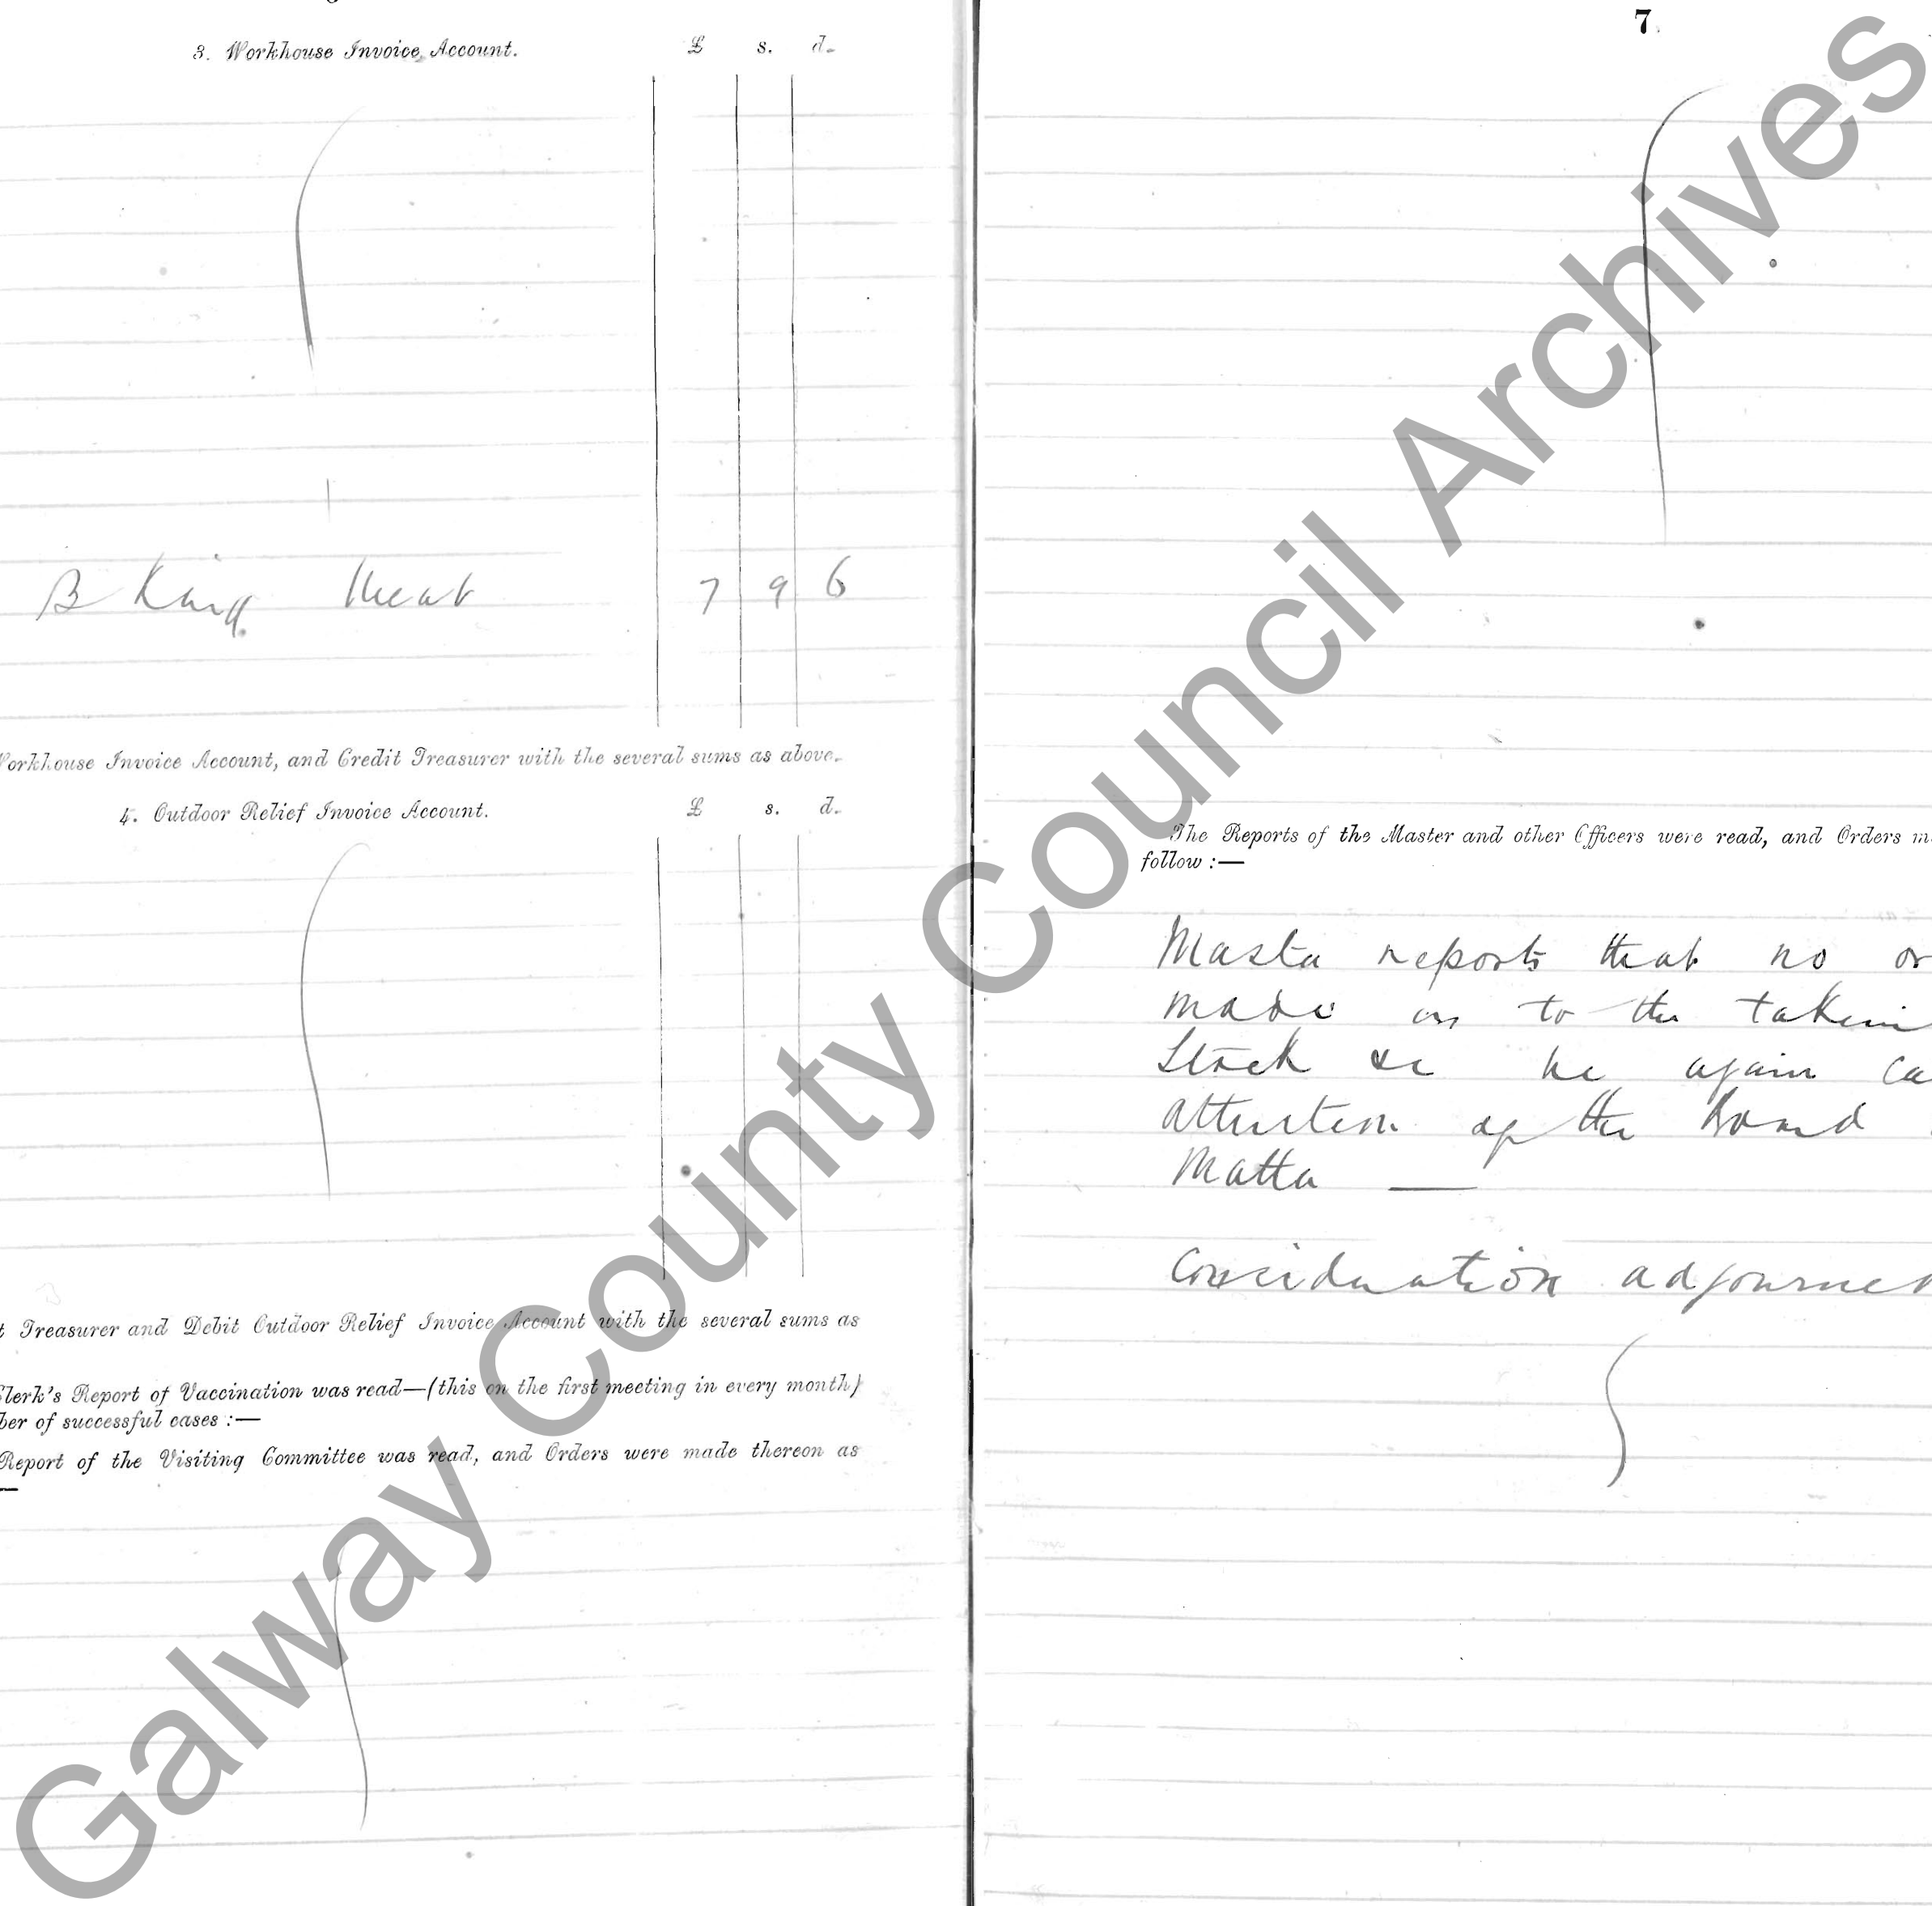 3. Workhouse Invoice Account. £ s. d.
B King Meat 7 9 6
Workhouse Invoice Account, and Credit Treasurer with the several sums as above.
4. Outdoor Relief Invoice Account. £ s. d.
t Treasurer and Debit Outdoor Relief Invoice Account with the several sums as
Clerk's Report of Vaccination was read—(this on the first meeting in every month)
ber of successful cases :—
Report of the Visiting Committee was read, and Orders were made thereon as
—
7.
The Reports of the Master and other Officers were read, and Orders m
follow :—
Master reports that no or
made as to the takin
Stock &c he again ca
attention of the Board
Matter —
Consideration adjourned
Galway County Council Archives